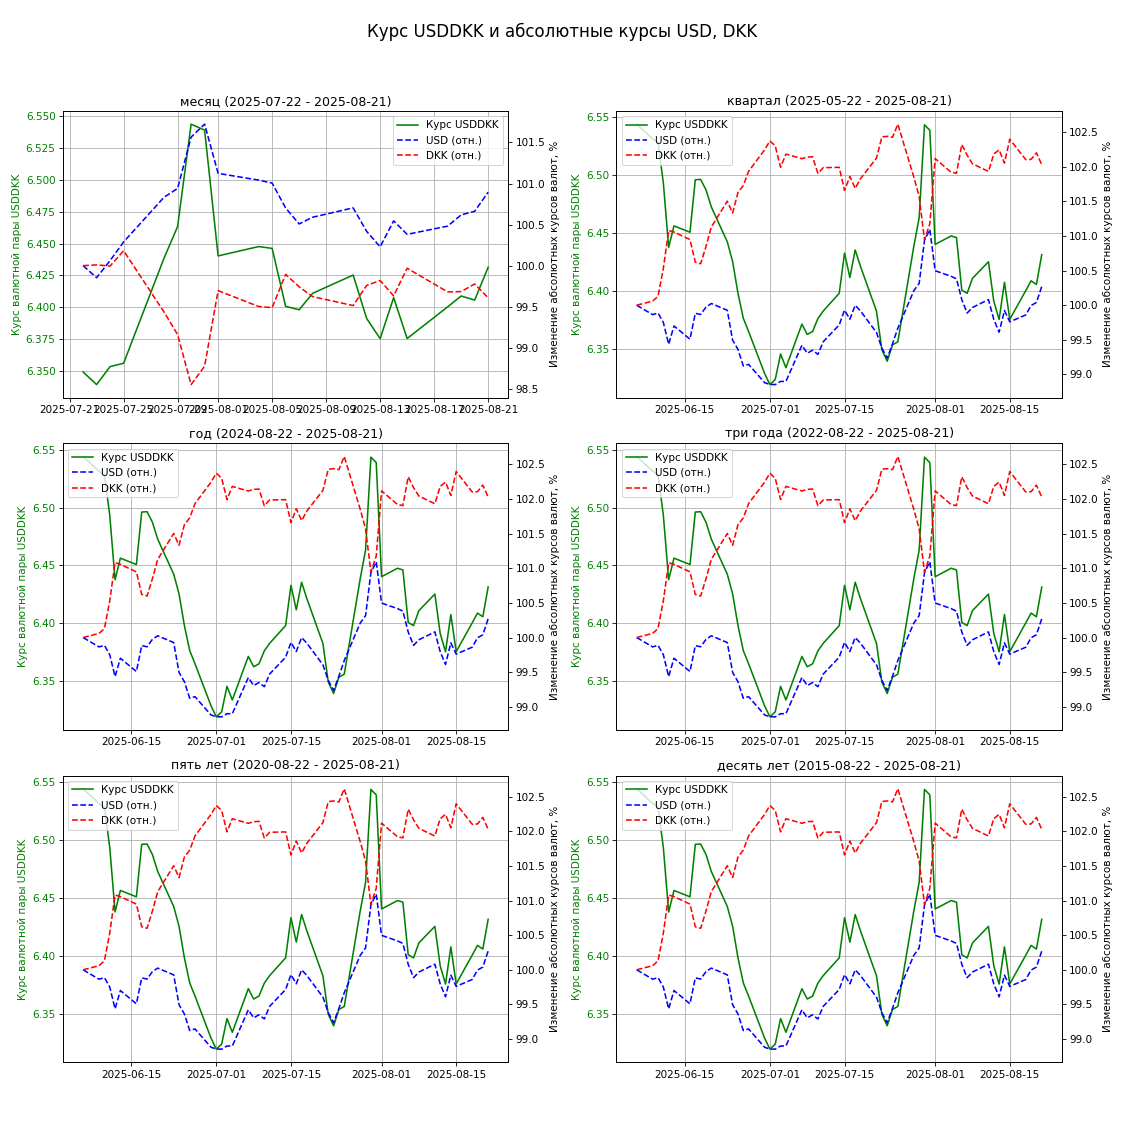 Курс USDDKK и абсолютные курсы USD, DKK
месяц (2025-07-22 - 2025-08-21)
Курс валютной пары USDDKK
6.550
6.525
6.500
6.475
6.450
6.425
6.400
6.375
6.350
Курс USDDKK
USD (отн.)
DKK (отн.)
101.5
101.0
100.5
100.0
99.5
99.0
98.5
Изменение абсолютных курсов валют, %
2025-07-21 2025-07-25 2025-07-29 2025-08-01 2025-08-05 2025-08-09 2025-08-13 2025-08-17 2025-08-21
квартал (2025-05-22 - 2025-08-21)
Курс валютной пары USDDKK
6.55
6.50
6.45
6.40
6.35
Курс USDDKK
USD (отн.)
DKK (отн.)
102.5
102.0
101.5
101.0
100.5
100.0
99.5
99.0
Изменение абсолютных курсов валют, %
2025-06-15 2025-07-01 2025-07-15 2025-08-01 2025-08-15
год (2024-08-22 - 2025-08-21)
Курс валютной пары USDDKK
6.55
6.50
6.45
6.40
6.35
Курс USDDKK
USD (отн.)
DKK (отн.)
102.5
102.0
101.5
101.0
100.5
100.0
99.5
99.0
Изменение абсолютных курсов валют, %
2025-06-15 2025-07-01 2025-07-15 2025-08-01 2025-08-15
три года (2022-08-22 - 2025-08-21)
Курс валютной пары USDDKK
6.55
6.50
6.45
6.40
6.35
Курс USDDKK
USD (отн.)
DKK (отн.)
102.5
102.0
101.5
101.0
100.5
100.0
99.5
99.0
Изменение абсолютных курсов валют, %
2025-06-15 2025-07-01 2025-07-15 2025-08-01 2025-08-15
пять лет (2020-08-22 - 2025-08-21)
Курс валютной пары USDDKK
6.55
6.50
6.45
6.40
6.35
Курс USDDKK
USD (отн.)
DKK (отн.)
102.5
102.0
101.5
101.0
100.5
100.0
99.5
99.0
Изменение абсолютных курсов валют, %
2025-06-15 2025-07-01 2025-07-15 2025-08-01 2025-08-15
десять лет (2015-08-22 - 2025-08-21)
Курс валютной пары USDDKK
6.55
6.50
6.45
6.40
6.35
Курс USDDKK
USD (отн.)
DKK (отн.)
102.5
102.0
101.5
101.0
100.5
100.0
99.5
99.0
Изменение абсолютных курсов валют, %
2025-06-15 2025-07-01 2025-07-15 2025-08-01 2025-08-15